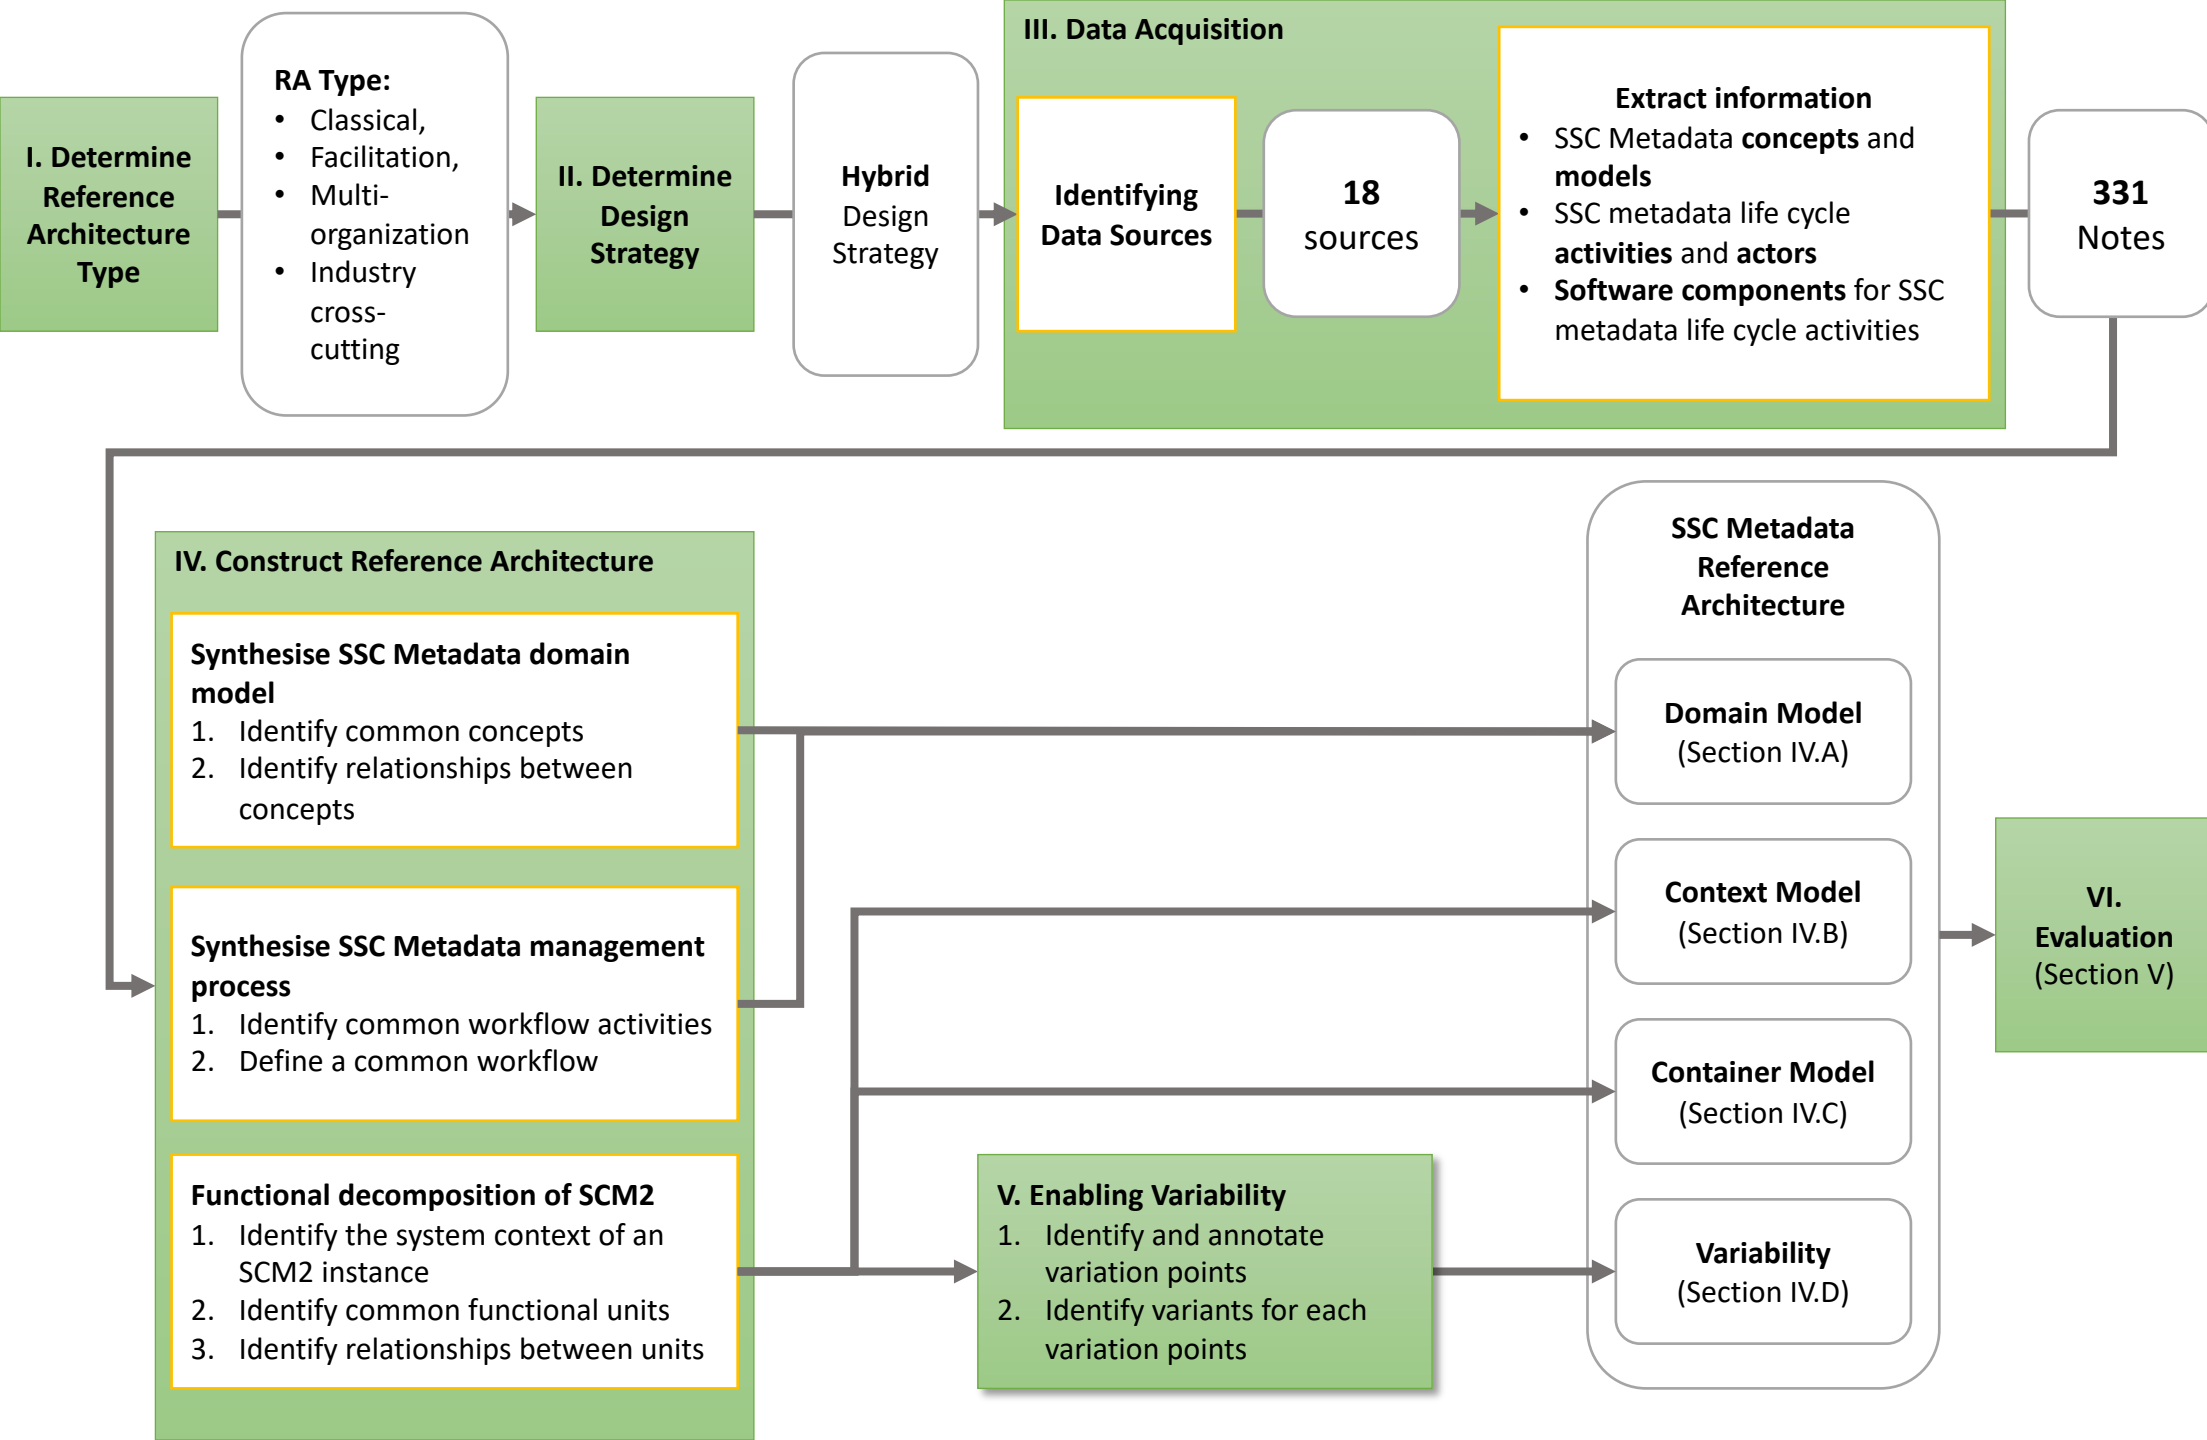 I. Determine
Reference
Architecture
Type
RA Type:
• Classical,
• Facilitation,
• Multi-
organization
• Industry
cross-
cutting
II. Determine
Design
Strategy
Hybrid
Design
Strategy
III. Data Acquisition
Identifying
Data Sources
18
sources
Extract information
• SSC Metadata concepts and
models
• SSC metadata life cycle
activities and actors
• Software components for SSC
metadata life cycle activities
331
Notes
IV. Construct Reference Architecture
Synthesise SSC Metadata domain
model
1. Identify common concepts
2. Identify relationships between
concepts
Synthesise SSC Metadata management
process
1. Identify common workflow activities
2. Define a common workflow
Functional decomposition of SCM2
1. Identify the system context of an
SCM2 instance
2. Identify common functional units
3. Identify relationships between units
V. Enabling Variability
1. Identify and annotate
variation points
2. Identify variants for each
variation points
SSC Metadata
Reference
Architecture
Domain Model
(Section IV.A)
Context Model
(Section IV.B)
Container Model
(Section IV.C)
Variability
(Section IV.D)
VI.
Evaluation
(Section V)